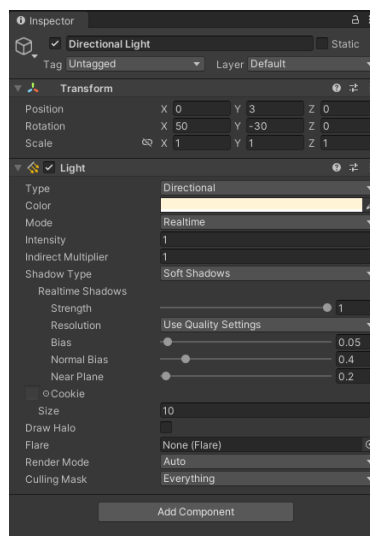 Inspector
Directional Light Static
Tag Untagged Layer Default
Transform
Position X 0 Y 3 Z 0
Rotation X 50 Y -30 Z 0
Scale X 1 Y 1 Z 1
Light
Type Directional
Color
Mode Realtime
Intensity 1
Indirect Multiplier 1
Shadow Type Soft Shadows
Realtime Shadows
Strength 1
Resolution Use Quality Settings
Bias 0.05
Normal Bias 0.4
Near Plane 0.2
Cookie
Size 10
Draw Halo
Flare None (Flare)
Render Mode Auto
Culling Mask Everything
Add Component